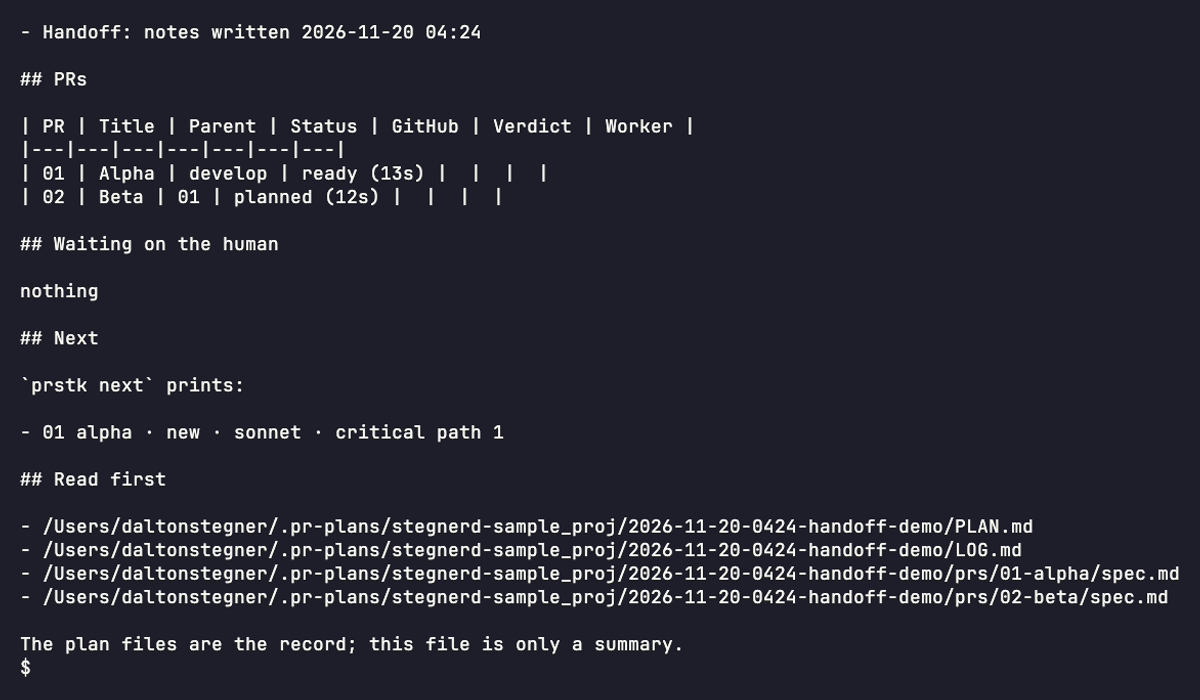 - Handoff: notes written 2026-11-20 04:24
## PRs
| PR | Title | Parent | Status | GitHub | Verdict | Worker |
|---|---|---|---|---|---|---|
| 01 | Alpha | develop | ready (13s) |  |  |  |
| 02 | Beta | 01 | planned (12s) |  |  |  |
## Waiting on the human
nothing
## Next
`prstk next` prints:
- 01 alpha · new · sonnet · critical path 1
## Read first
- /Users/daltonstegner/.pr-plans/stegnerd-sample_proj/2026-11-20-0424-handoff-demo/PLAN.md
- /Users/daltonstegner/.pr-plans/stegnerd-sample_proj/2026-11-20-0424-handoff-demo/LOG.md
- /Users/daltonstegner/.pr-plans/stegnerd-sample_proj/2026-11-20-0424-handoff-demo/prs/01-alpha/spec.md
- /Users/daltonstegner/.pr-plans/stegnerd-sample_proj/2026-11-20-0424-handoff-demo/prs/02-beta/spec.md
The plan files are the record; this file is only a summary.
$